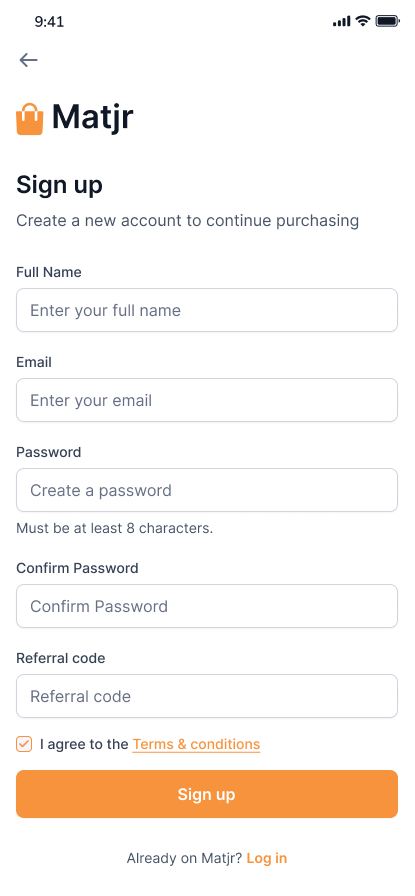 9:41
Matjr
Sign up
Create a new account to continue purchasing
Full Name
Enter your full name
Email
Enter your email
Password
Create a password
Must be at least 8 characters.
Confirm Password
Confirm Password
Referral code
Referral code
I agree to the Terms & conditions
Sign up
Already on Matjr? Log in